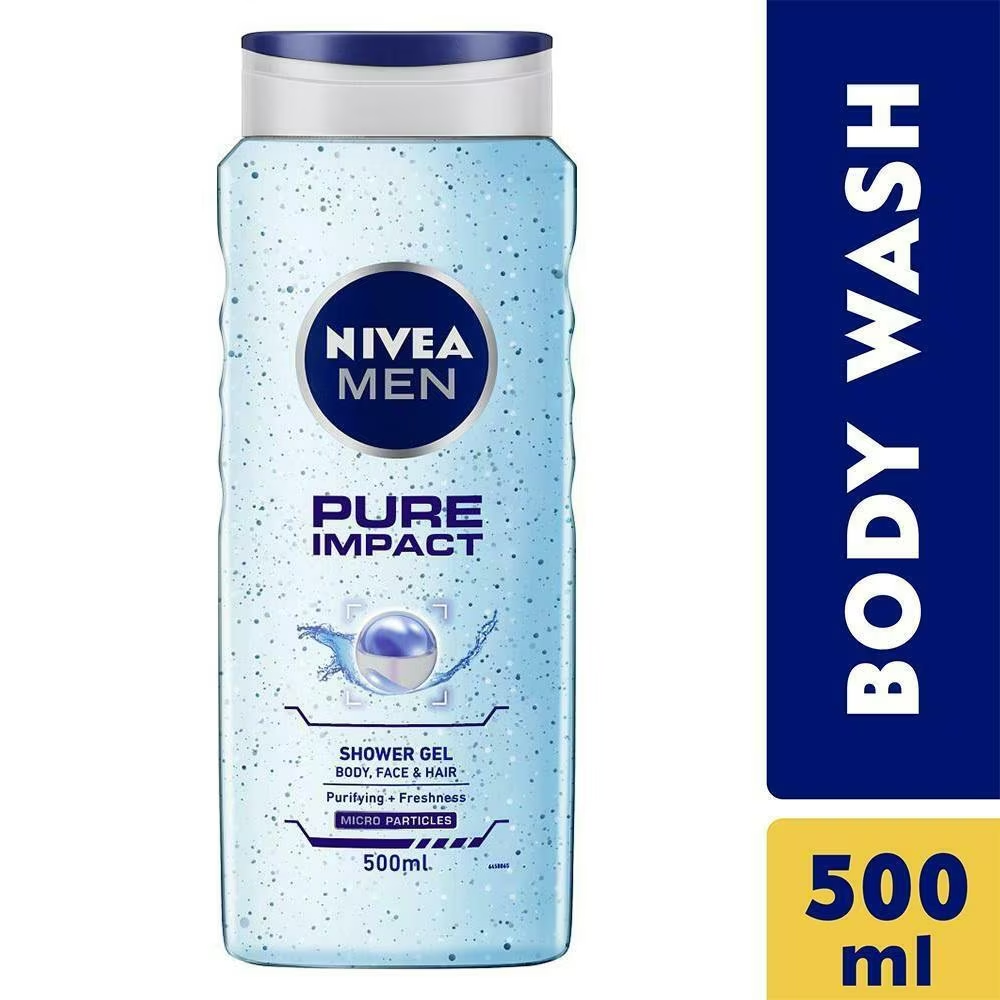 NIVEA
MEN
PURE
IMPACT
SHOWER GEL
BODY, FACE & HAIR
Purifying + Freshness
MICRO PARTICLES
500ml
BODY WASH
500
ml